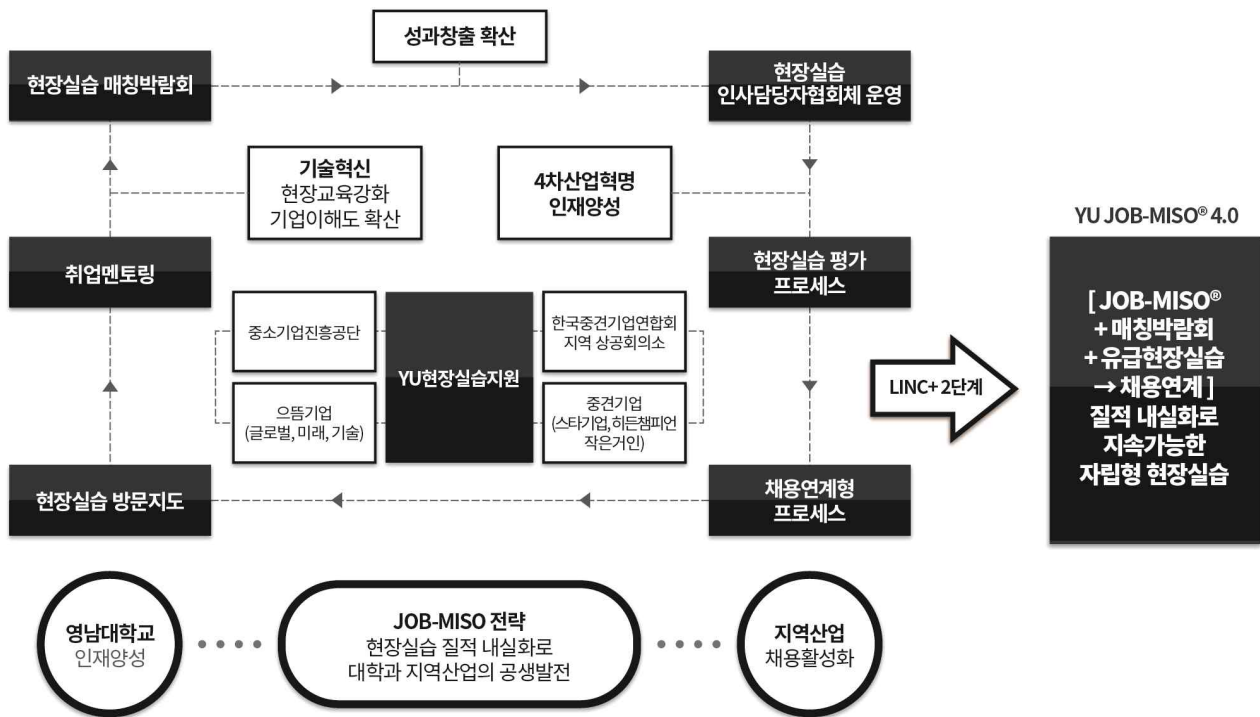 성과창출 확산
현장실습 매칭박람회
현장실습
인사담당자협회체 운영
기술혁신
현장교육강화
기업이해도 확산
4차산업혁명
인재양성
취업멘토링
현장실습 평가
프로세스
중소기업진흥공단
으뜸기업
(글로벌, 미래, 기술)
YU현장실습지원
한국중견기업연합회
지역 상공회의소
중견기업
(스타기업,히든챔피언
작은거인)
현장실습 방문지도
채용연계형
프로세스
LINC+ 2단계
YU JOB-MISO® 4.0
[ JOB-MISO®
+ 매칭박람회
+ 유급현장실습
→ 채용연계 ]
질적 내실화로
지속가능한
자립형 현장실습
영남대학교
인재양성
JOB-MISO 전략
현장실습 질적 내실화로
대학과 지역산업의 공생발전
지역산업
채용활성화